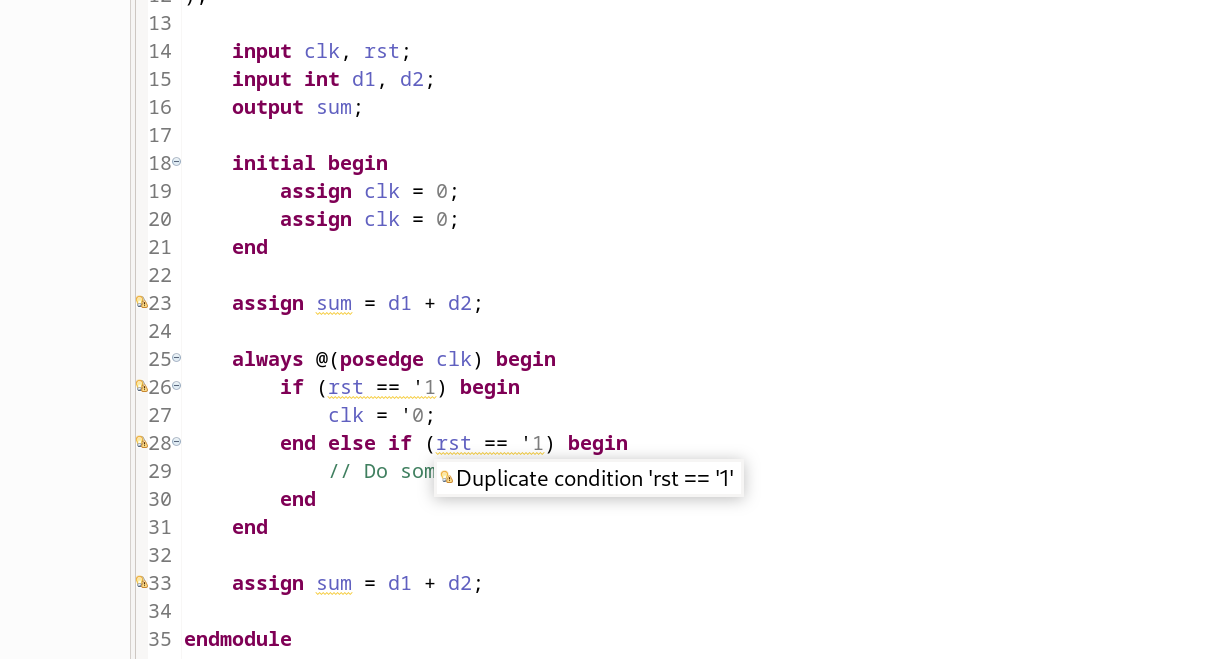 13
14 input clk, rst;
15 input int d1, d2;
16 output sum;
17
18 initial begin
19 assign clk = 0;
20 assign clk = 0;
21 end
22
23 assign sum = d1 + d2;
24
25 always @(posedge clk) begin
26 if (rst == '1) begin
27 clk = '0;
28 end else if (rst == '1) begin
29 // Do som
Duplicate condition 'rst == '1'
30 end
31 end
32
33 assign sum = d1 + d2;
34
35 endmodule